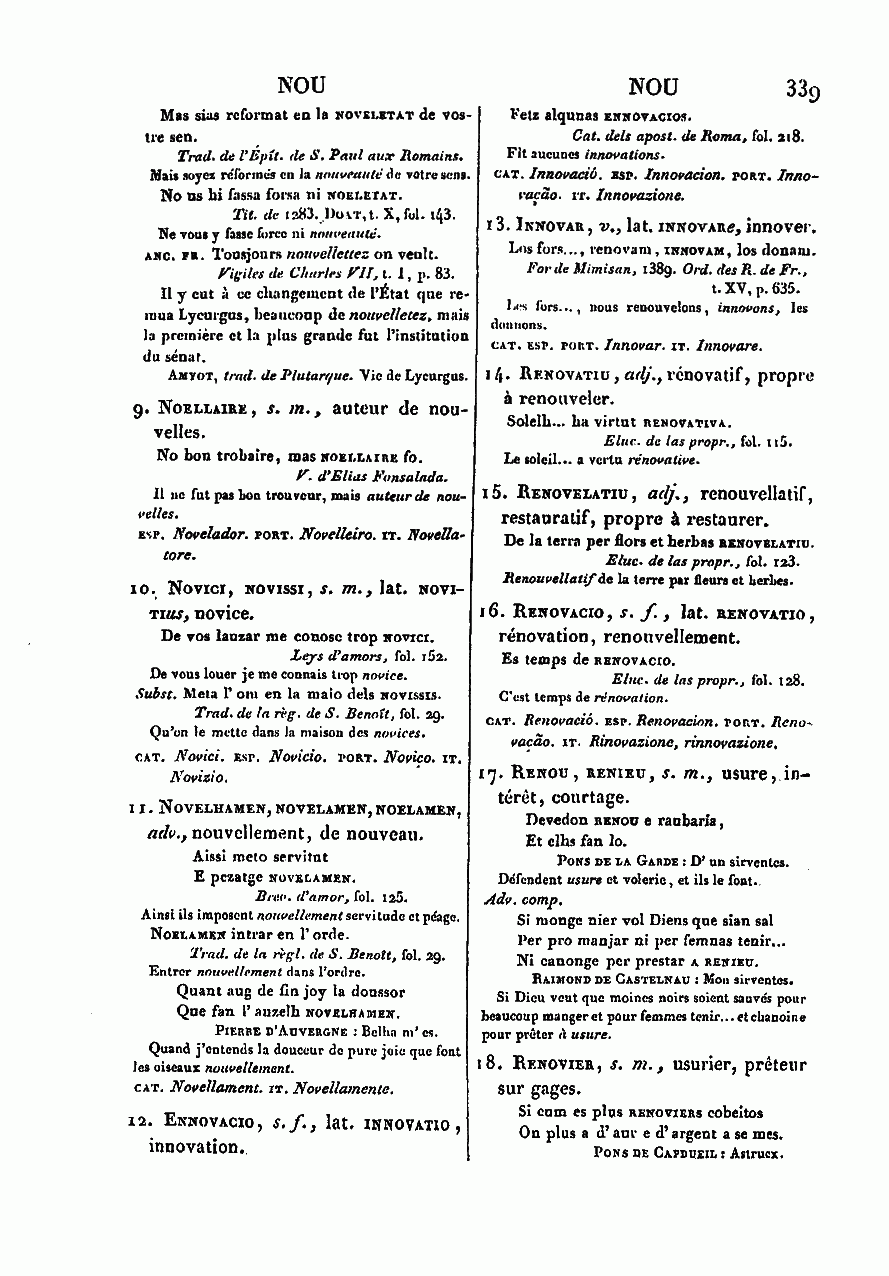 NOU
NOU
339
Mas sias reformat en la NOVELETAT de vos-
tre sen.
Trad. de l'Épît. de S. Paul aux Romains.
Mais soyez réformés en la nouveauté de votre sens.
No us hi fassa forsa ni NOELETAT.
Tit. de 1283. DOAT, t. X, fol. 143.
Ne vous y fasse force ni nouveauté.
ANC. FR. Tousjours nouvellettez on veult.
Vigiles de Charles VII, t. I, p. 83.
Il y eut à ce changement de l'État que re-
mua Lycurgus, beaucoup de nouvelletez, mais
la première et la plus grande fut l'institution
du sénat.
AMYOT, trad. de Plutarque. Vie de Lycurgus.
9. NOELLAIRE, s. m., auteur de nou-
velles.
No bon trobaire, mas NOELLAIRE fo.
V. d'Elias Fonsalada.
Il ne fut pas bon trouveur, mais auteur de nou-
velles.
ESP. Novelador. PORT. Novelleiro. IT. Novella-
tore.
10. NOVICI, NOVISSI, s. m., lat. NOVI-
TIUS, novice.
De vos lauzar me conosc trop NOVICI.
Leys d'amors, fol. 152.
De vous louer je me connais trop novice.
Subst. Meta l' om en la maio dels NOVISSIS.
Trad. de la règ. de S. Benoît, fol. 29.
Qu'on le mette dans la maison des novices.
CAT. Novici. ESP. Novicio. PORT. Noviço. IT.
Novizio.
11. NOVELHAMEN, NOVELAMEN, NOELAMEN,
adv., nouvellement, de nouveau.
Aissi meto servitut
E pezatge NOVELAMEN.
Brev. d'amor, fol. 125.
Ainsi ils imposent nouvellement servitude et péage.
NOELAMEN intrar en l' orde.
Trad. de la règl. de S. Benoît, fol. 29.
Entrer nouvellement dans l'ordre.
Quant aug de fin joy la doussor
Que fan l' auzelh NOVELHAMEN.
PIERRE D'AUVERGNE : Belha m' es.
Quand j'entends la douceur de pure joie que font
les oiseaux nouvellement.
CAT. Novellament. IT. Novellamente.
12. ENNOVACIO, s. f., lat. INNOVATIO,
innovation.
Fetz alqunas ENNOVACIOS.
Cat. dels apost. de Roma, fol. 218.
Fit aucunes innovations.
CAT. Innovació. ESP. Innovacion. PORT. Inno-
vação. IT. Innovazione.
13. INNOVAR, v., lat. INNOVARe, innover.
Los fors..., renovam, INNOVAM, los donam.
For de Mimisan, 1389. Ord. des R. de Fr.,
t. XV, p. 635.
Les fors..., nous renouvelons, innovons, les
donnons.
CAT. ESP. PORT. Innovar. IT. Innovare.
14. RENOVATIU, adj., rénovatif, propre
à renouveler.
Solelh... ha virtut RENOVATIVA.
Eluc. de las propr., fol. 115.
Le soleil... a vertu rénovative.
15. RENOVELATIU, adj., renouvellatif,
restauratif, propre à restaurer.
De la terra per flors et herbas RENOVELATIU.
Eluc. de las propr., fol. 123.
Renouvellatif de la terre par fleurs et herbes.
16. RENOVACIO, s. f., lat. RENOVATIO,
rénovation, renouvellement.
Es temps de RENOVACIO.
Eluc. de las propr., fol. 128.
C'est temps de rénovation.
CAT. Renovació. ESP. Renovacion. PORT. Reno-
vação. IT. Rinovazione, rinnovazione.
17. RENOU, RENIEU, s. m., usure, in-
térêt, courtage.
Devedon RENOU e raubaria,
Et elhs fan lo.
PONS DE LA GARDE : D' un sirventes.
Défendent usure et volerie, et ils le font.
Adv. comp.
Si monge nier vol Dieus que sian sal
Per pro manjar ni per femnas tenir...
Ni canonge per prestar A RENIEU.
RAIMOND DE CASTELNAU : Mon sirventes.
Si Dieu veut que moines noirs soient sauvés pour
beaucoup manger et pour femmes tenir... et chanoine
pour prêter à usure.
18. RENOVIER, s. m., usurier, prêteur
sur gages.
Si cum es plus RENOVIERS cobeitos
On plus a d' aur e d' argent a se mes.
PONS DE CAPDUEIL : Astrucx.